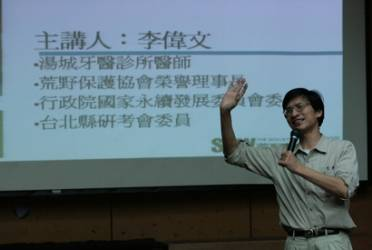 主講人：李偉文
•湯城牙醫診所醫師
•荒野保護協會榮譽理事長
•行政院國家永續發展委員會委
•台北縣研考會委員